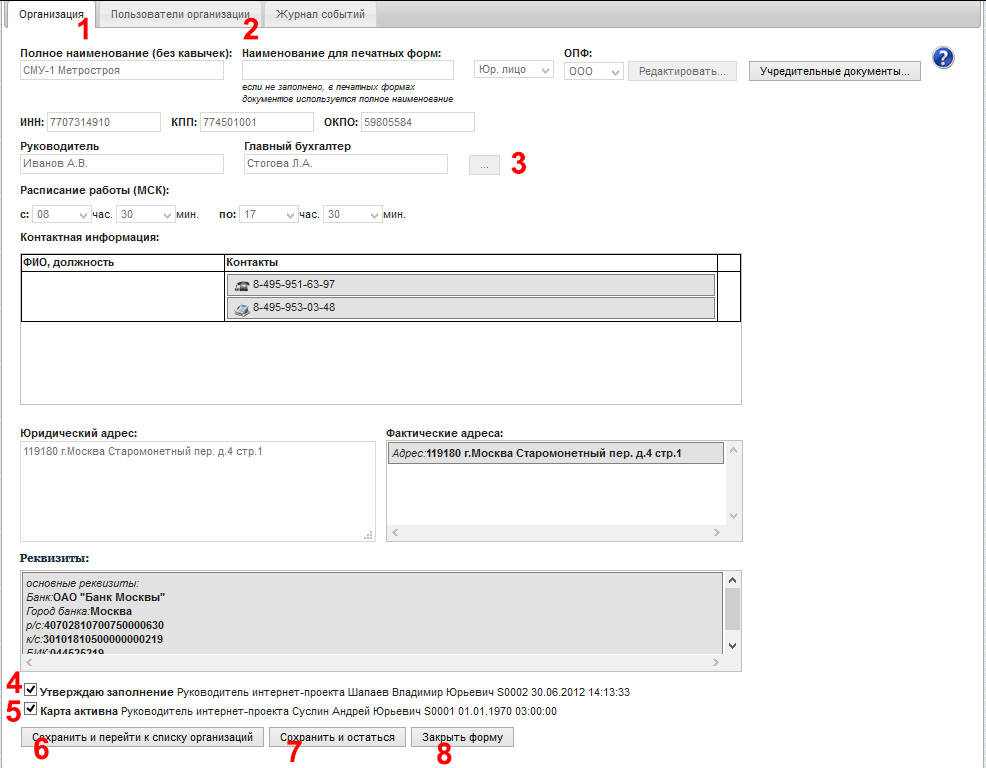 Организация Пользователи организации Журнал событий
1 2
Полное наименование (без кавычек): Наименование для печатных форм: ОПФ:
СМУ-1 Метростроя Юр. лицо ООО Редактировать... Учредительные документы... ?
если не заполнено, в печатных формах
документов используется полное наименование
ИНН: 7707314910 КПП: 774501001 ОКПО: 59805584
Руководитель Главный бухгалтер
Иванов А.В. Стогова Л.А. ... 3
Расписание работы (МСК):
с: 08 час. 30 мин. по: 17 час. 30 мин.
Контактная информация:
ФИО, должность Контакты
8-495-951-63-97
8-495-953-03-48
Юридический адрес: Фактические адреса:
119180 г.Москва Старомонетный пер. д.4 стр.1 Адрес:119180 г.Москва Старомонетный пер. д.4 стр.1
Реквизиты:
основные реквизиты:
Банк:ОАО "Банк Москвы"
Город банка:Москва
р/с:40702810700750000630
к/с:30101810500000000219
БИК:044525219
4 Утверждаю заполнение Руководитель интернет-проекта Шапаев Владимир Юрьевич S0002 30.06.2012 14:13:33
5 Карта активна Руководитель интернет-проекта Суслин Андрей Юрьевич S0001 01.01.1970 03:00:00
Сохранить и перейти к списку организаций Сохранить и остаться Закрыть форму
6 7 8